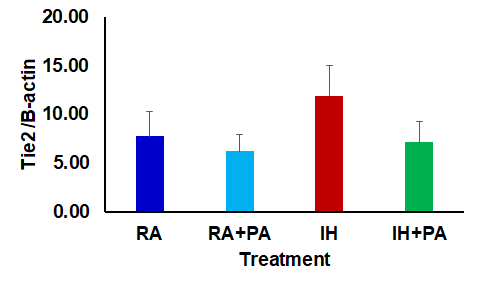 20.00
15.00
10.00
5.00
0.00
Tie2 /B-actin
RA RA+PA IH IH+PA
Treatment